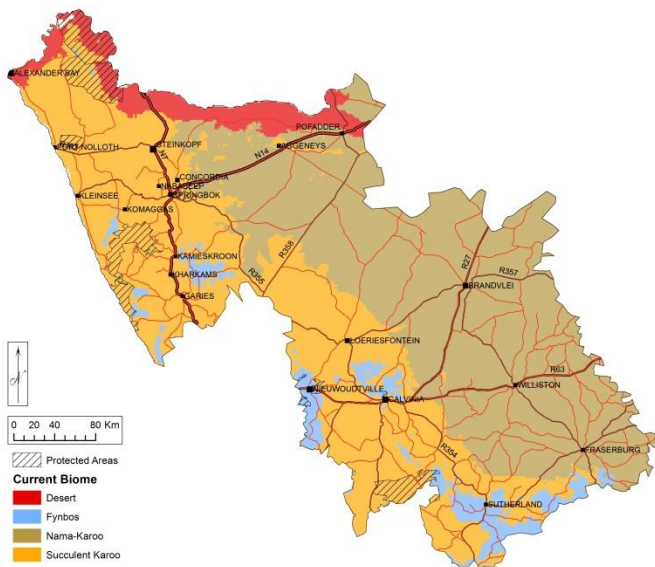 ALEXANDER BAY
POFADDER
STEINKOPF
PORT NOLLOTH
AGGENEYS
N7
N14
CONCORDIA
NABABEEP
SPRINGBOK
KLEINSEE
KOMAGGAS
R358
R27
KAMIESKROON
R355
R357
KHARKAMS
BRANDVLEI
GARIES
LOERIESFONTEIN
R63
NIEUWOUDTVILLE
WILLISTON
CALVINIA
N
0 20 40 80 Km
R354
FRASERBURG
Protected Areas
Current Biome
Desert
SUTHERLAND
Fynbos
Nama-Karoo
Succulent Karoo